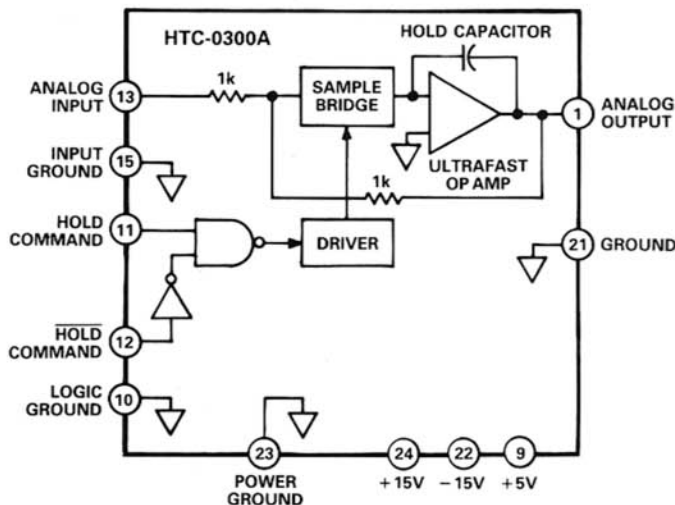 HTC-0300A
HOLD CAPACITOR
ANALOG
INPUT
13
1k
SAMPLE
BRIDGE
1
ANALOG
OUTPUT
INPUT
GROUND
15
ULTRAFAST
OP AMP
1k
HOLD
COMMAND
11
DRIVER
21
GROUND
HOLD
COMMAND
12
LOGIC
GROUND
10
23
POWER
GROUND
24
+15V
22
-15V
9
+5V